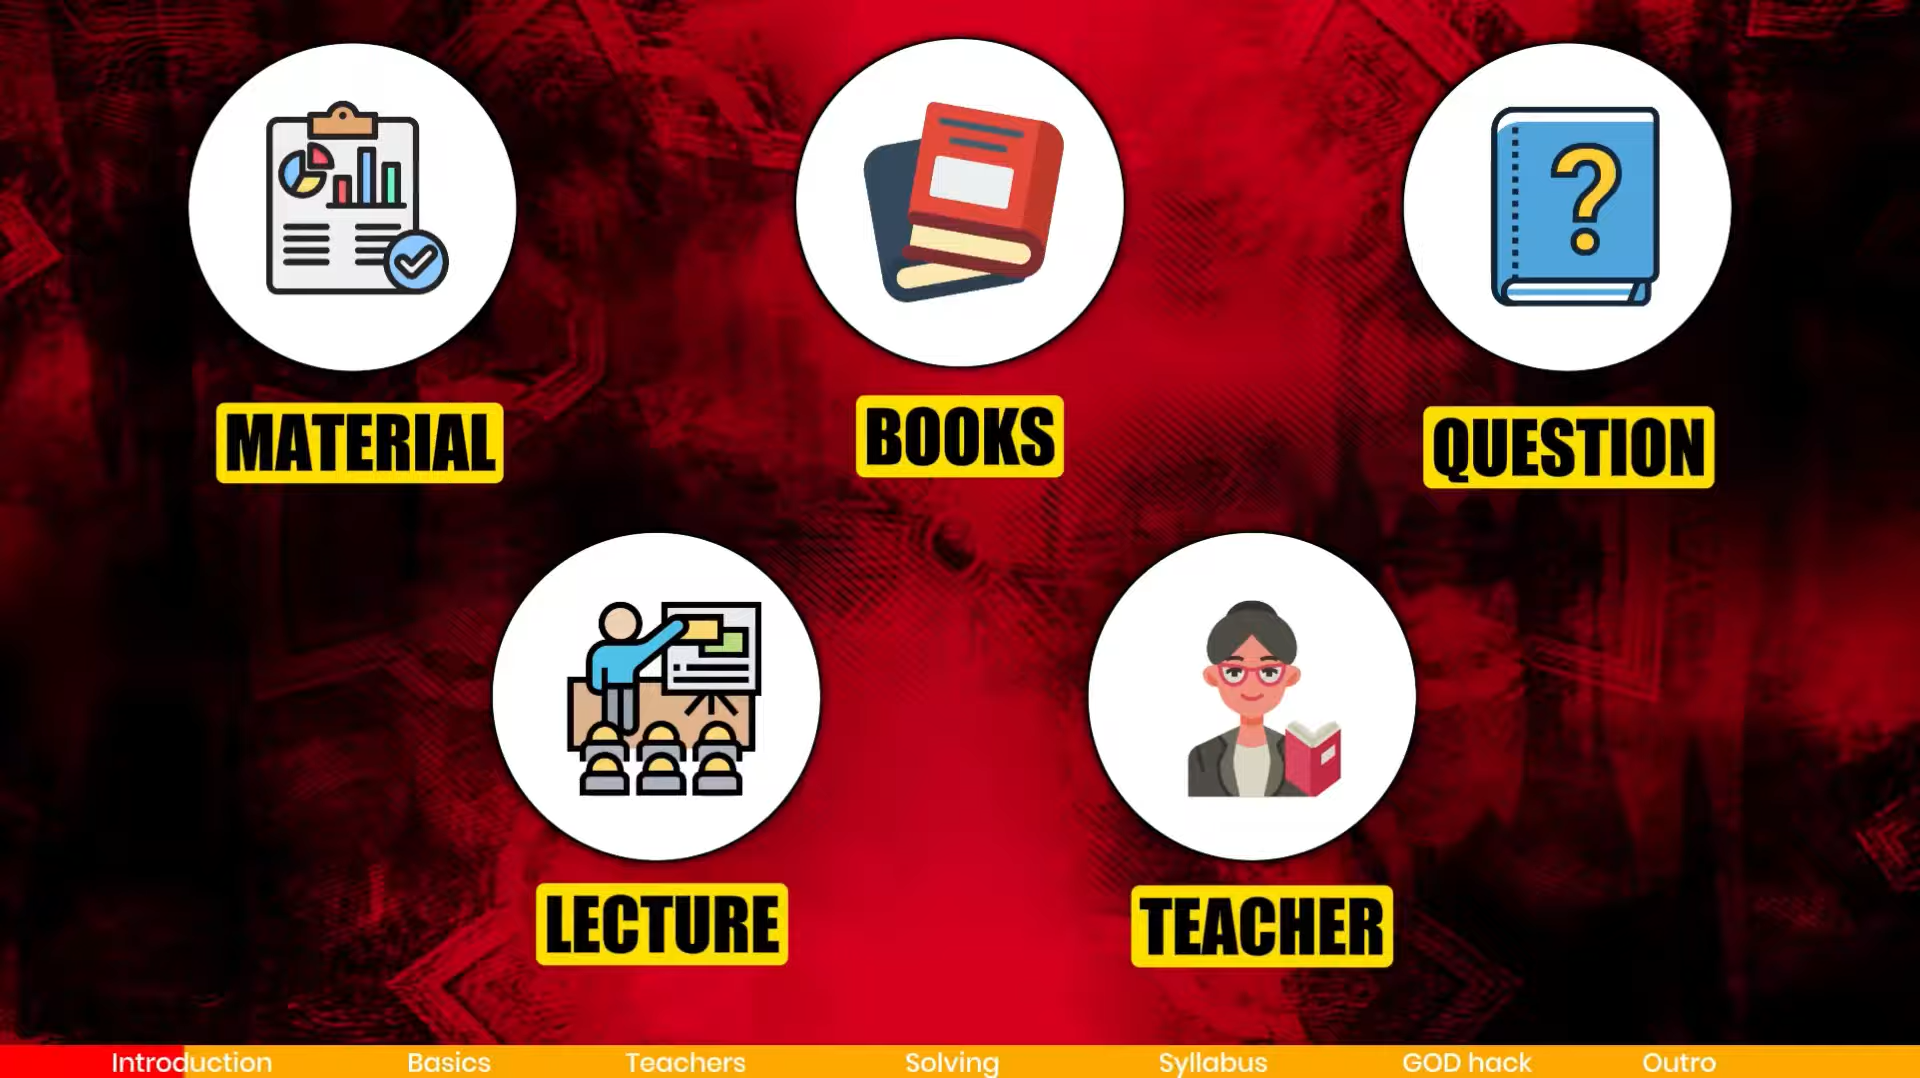 MATERIAL
BOOKS
QUESTION
LECTURE
TEACHER
Introduction Basics Teachers Solving Syllabus GOD hack Outro